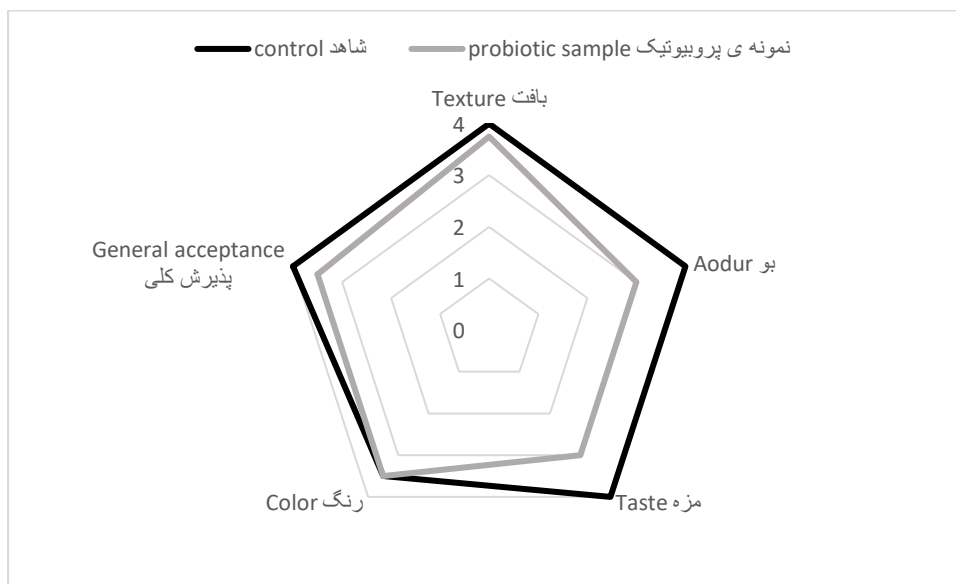 control شاهد
probiotic sample نمونه ی پروبیوتیک
Texture بافت
4
3
2
1
0
Aodur بو
Taste مزه
Color رنگ
General acceptance
پذیرش کلی